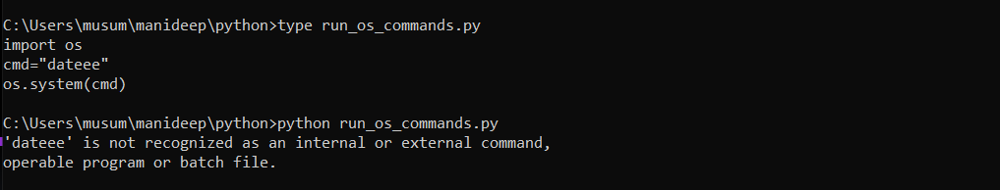 C:\Users\musum\manideep\python>type run_os_commands.py
import os
cmd="dateee"
os.system(cmd)
C:\Users\musum\manideep\python>python run_os_commands.py
'dateee' is not recognized as an internal or external command,
operable program or batch file.